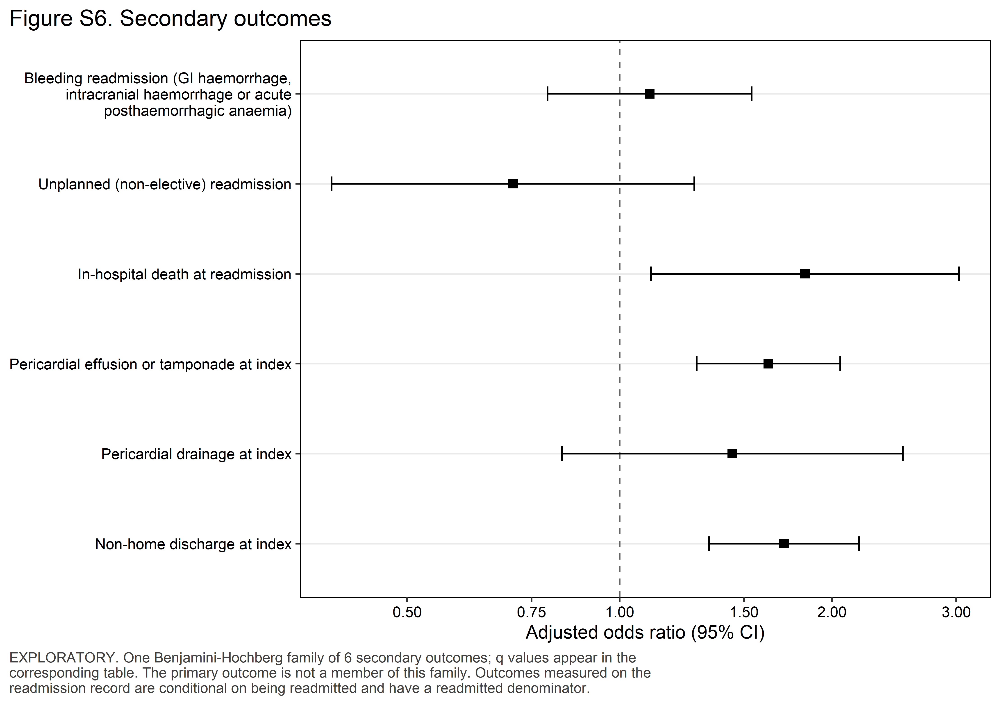 Figure S6. Secondary outcomes
Bleeding readmission (GI haemorrhage,
intracranial haemorrhage or acute
posthaemorrhagic anaemia)
Unplanned (non-elective) readmission
In-hospital death at readmission
Pericardial effusion or tamponade at index
Pericardial drainage at index
Non-home discharge at index
0.50 0.75 1.00 1.50 2.00 3.00
Adjusted odds ratio (95% CI)
EXPLORATORY. One Benjamini-Hochberg family of 6 secondary outcomes; q values appear in the
corresponding table. The primary outcome is not a member of this family. Outcomes measured on the
readmission record are conditional on being readmitted and have a readmitted denominator.